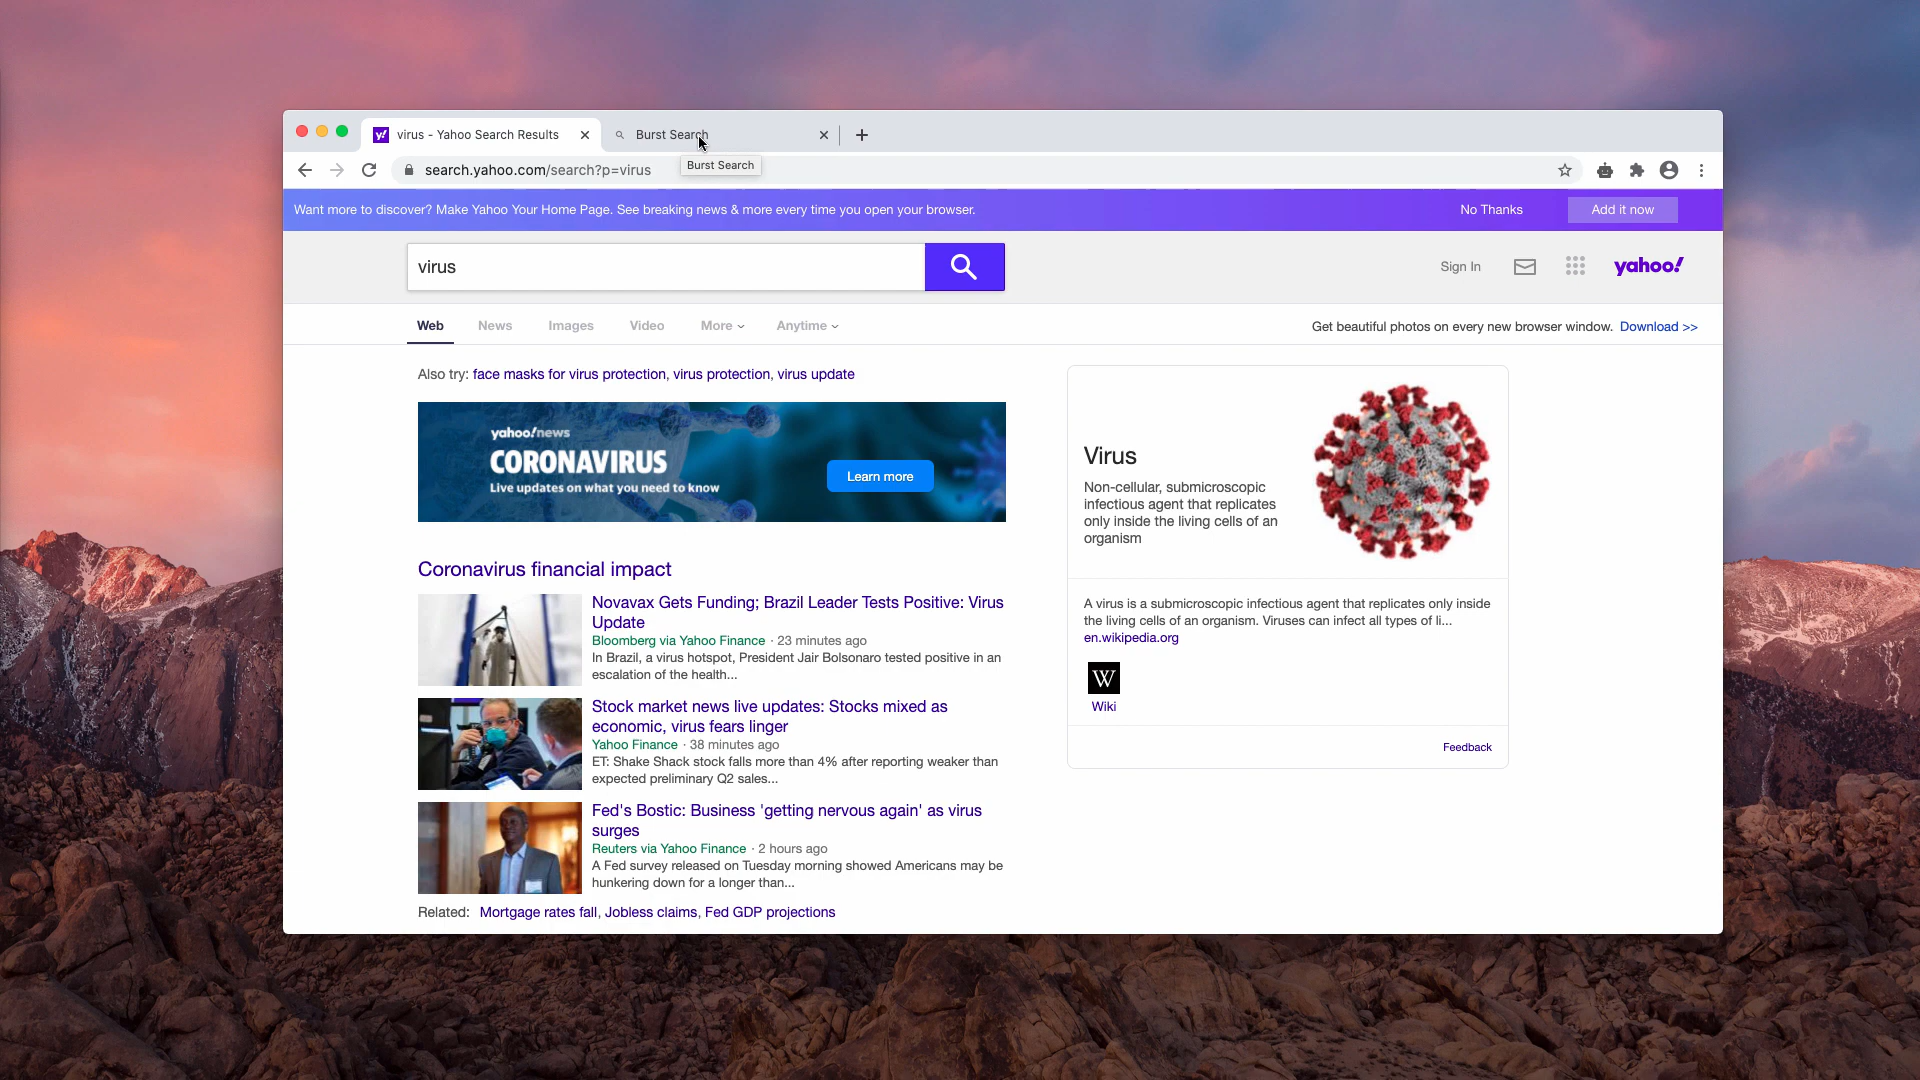 virus - Yahoo Search Results
Burst Search
search.yahoo.com/search?p=virus
Burst Search
Want more to discover? Make Yahoo Your Home Page. See breaking news & more every time you open your browser.
No Thanks
Add it now
virus
Sign In
yahoo!
Web
News
Images
Video
More
Anytime
Get beautiful photos on every new browser window. Download >>
Also try: face masks for virus protection, virus protection, virus update
yahoo!news
CORONAVIRUS
Live updates on what you need to know
Learn more
Coronavirus financial impact
Novavax Gets Funding; Brazil Leader Tests Positive: Virus
Update
Bloomberg via Yahoo Finance · 23 minutes ago
In Brazil, a virus hotspot, President Jair Bolsonaro tested positive in an
escalation of the health...
Stock market news live updates: Stocks mixed as
economic, virus fears linger
Yahoo Finance · 38 minutes ago
ET: Shake Shack stock falls more than 4% after reporting weaker than
expected preliminary Q2 sales...
Fed's Bostic: Business 'getting nervous again' as virus
surges
Reuters via Yahoo Finance · 2 hours ago
A Fed survey released on Tuesday morning showed Americans may be
hunkering down for a longer than...
Related: Mortgage rates fall, Jobless claims, Fed GDP projections
Virus
Non-cellular, submicroscopic
infectious agent that replicates
only inside the living cells of an
organism
A virus is a submicroscopic infectious agent that replicates only inside
the living cells of an organism. Viruses can infect all types of li...
en.wikipedia.org
W
Wiki
Feedback